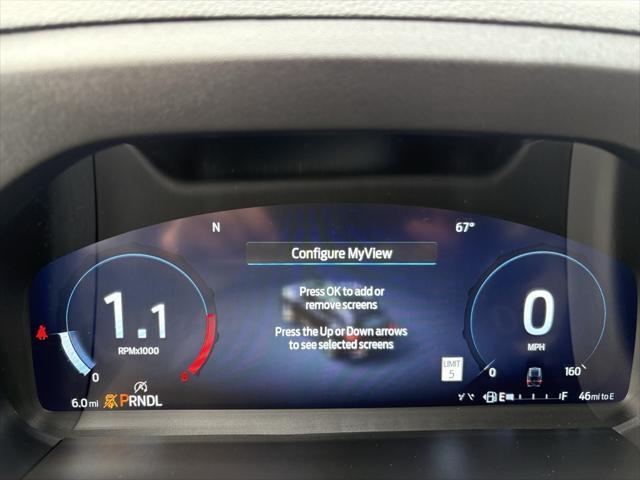 N
67°
Configure MyView
Press OK to add or
remove screens
Press the Up or Down arrows
to see selected screens
1.1
RPMx1000
0
8
0
MPH
0
160
LIMIT
5
6.0 mi
PRNDL
E
F
46 mi to E